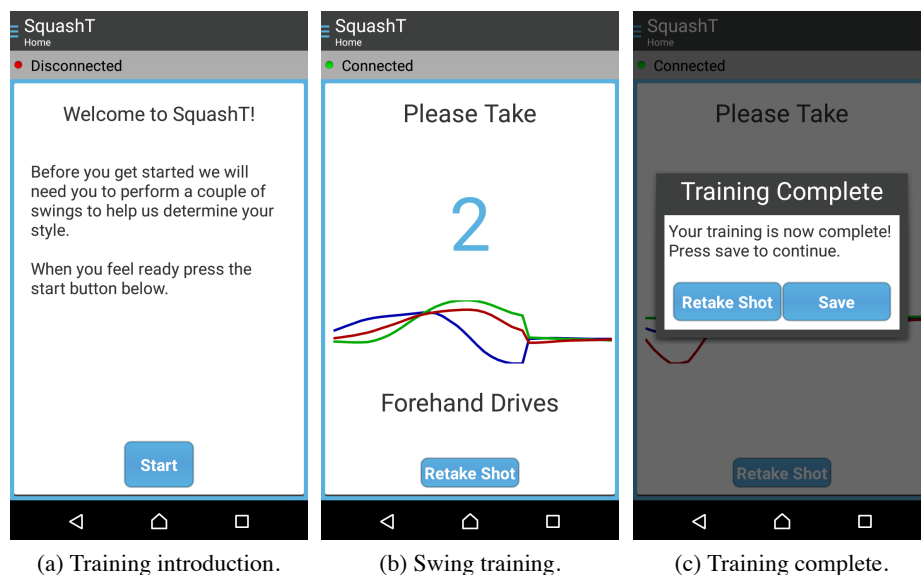 SquashT
Home
Disconnected
Welcome to SquashT!
Before you get started we will
need you to perform a couple of
swings to help us determine your
style.
When you feel ready press the
start button below.
Start
(a) Training introduction.
SquashT
Home
Connected
Please Take
2
Forehand Drives
Retake Shot
(b) Swing training.
SquashT
Home
Connected
Please Take
Training Complete
Your training is now complete!
Press save to continue.
Retake Shot
Save
Retake Shot
(c) Training complete.